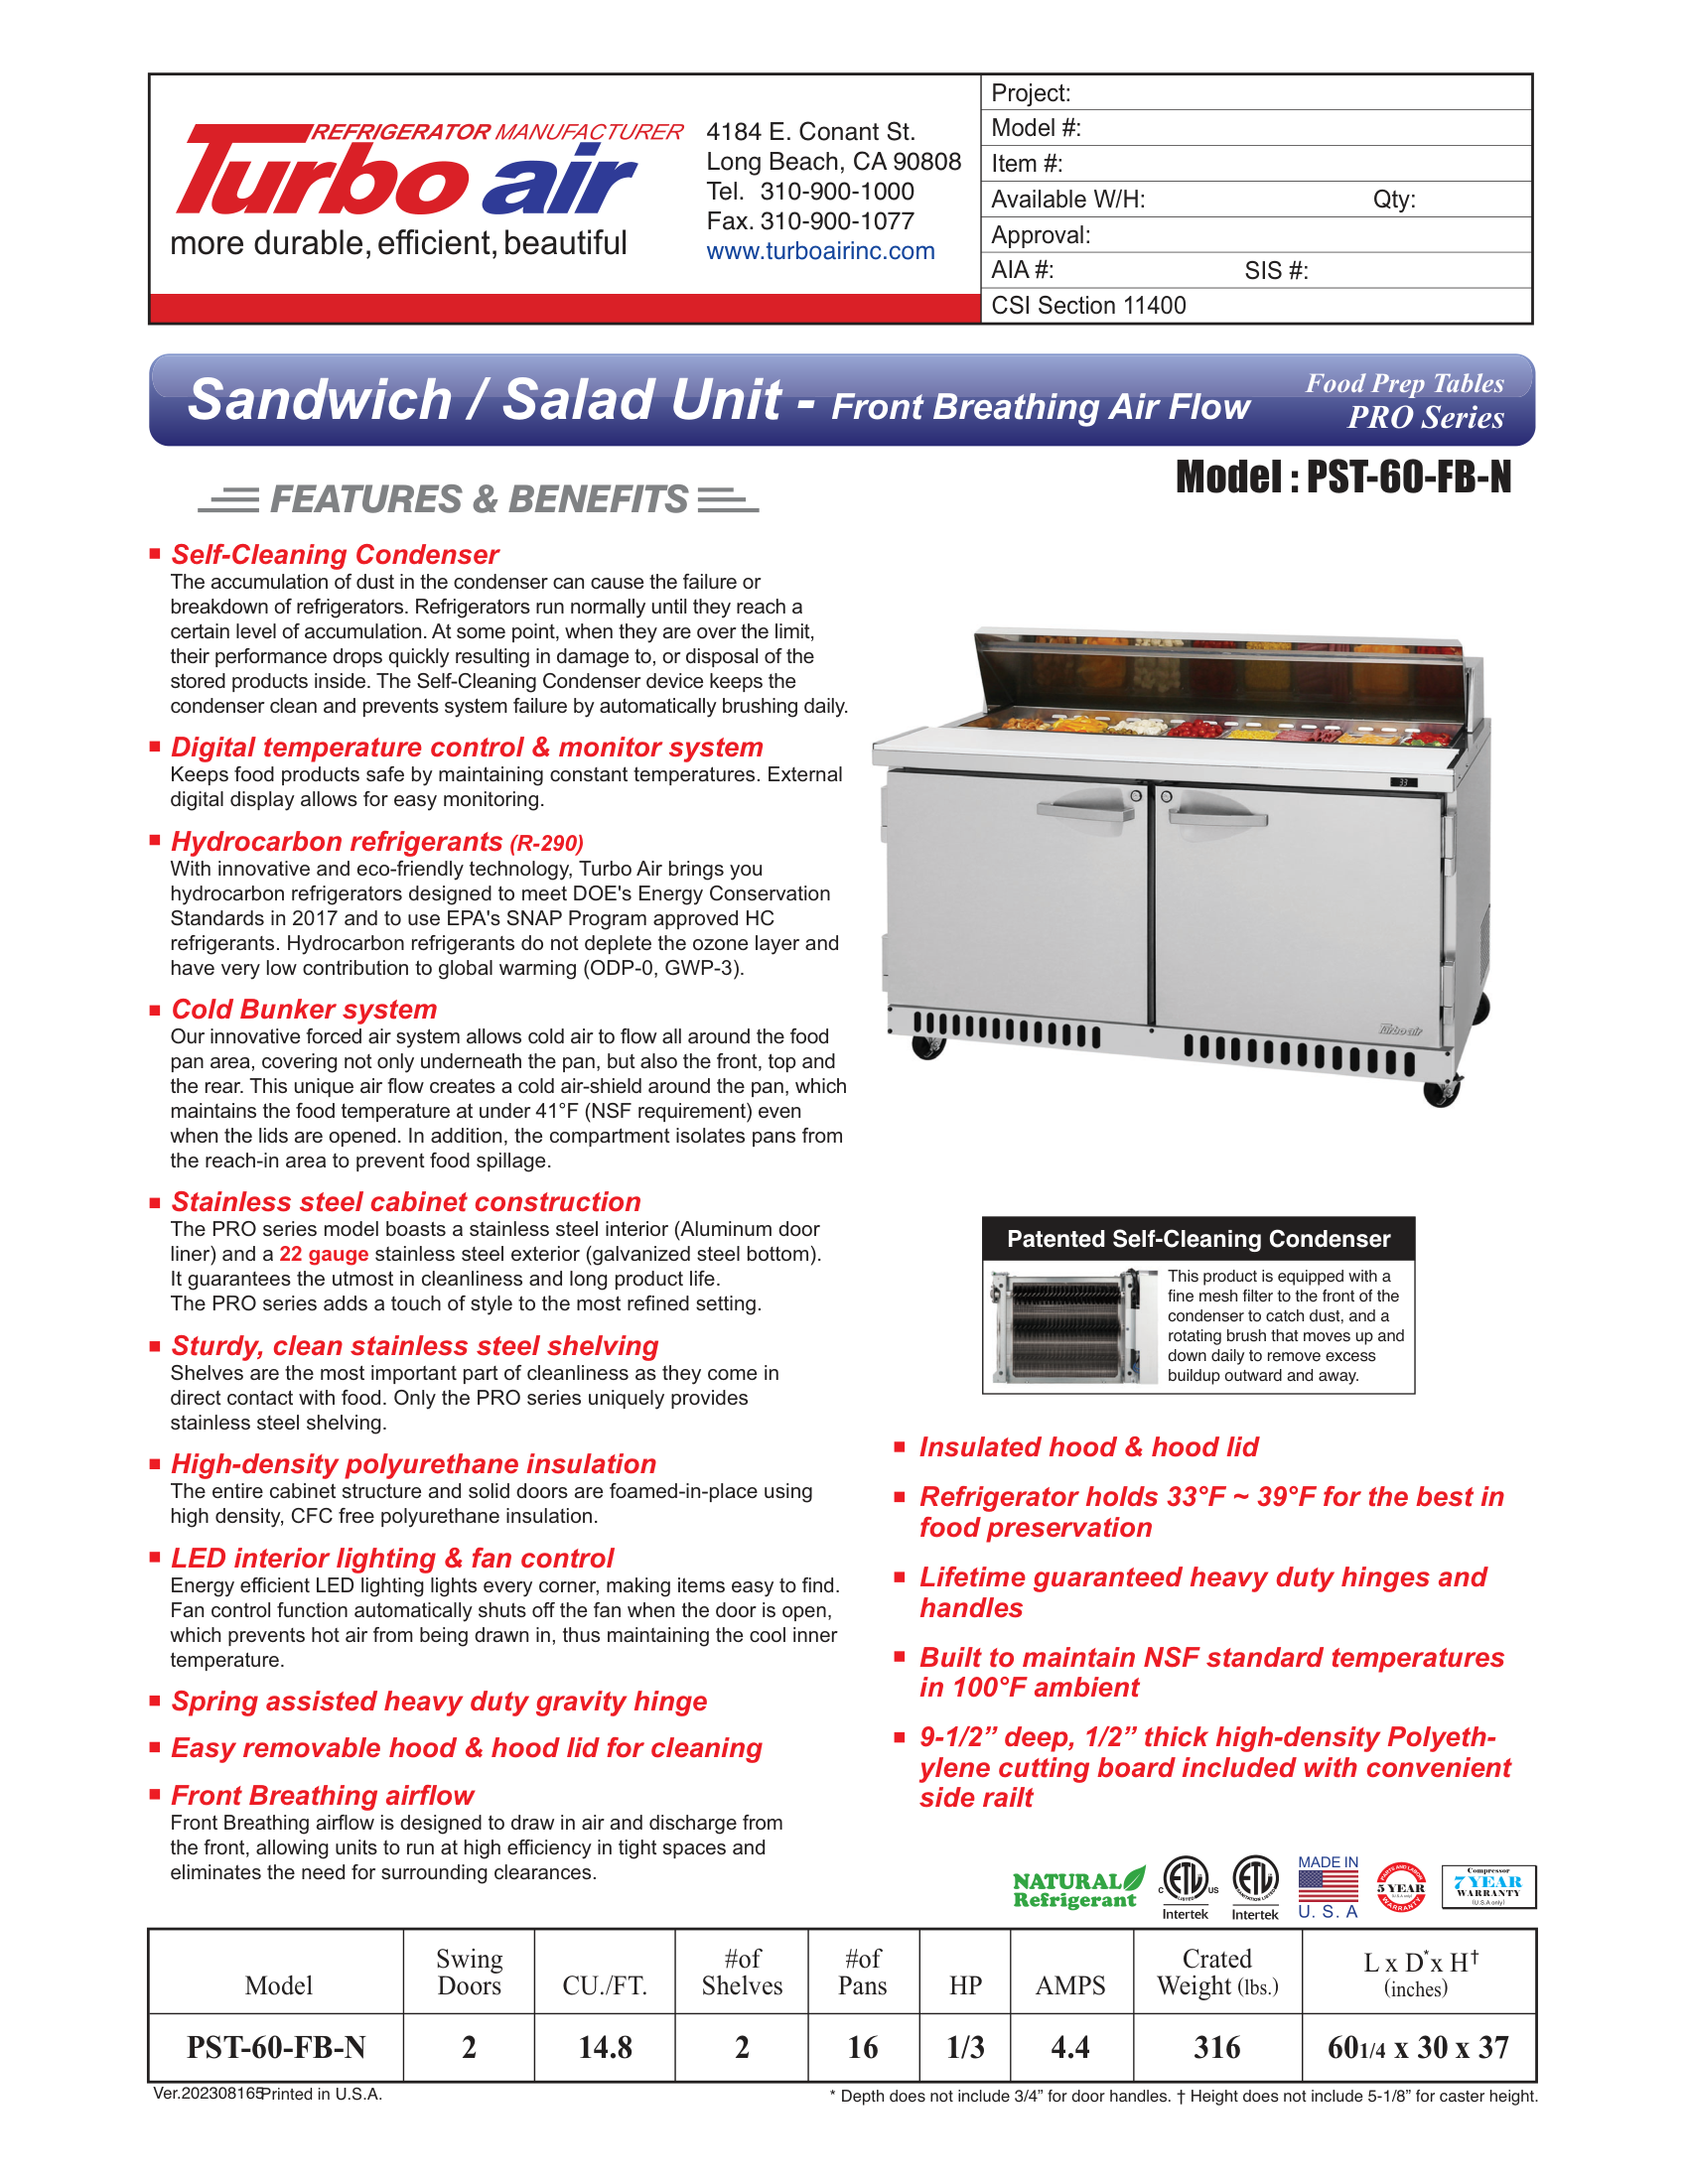 REFRIGERATOR MANUFACTURER
Turbo air
more durable, efficient, beautiful
4184 E. Conant St.
Long Beach, CA 90808
Tel. 310-900-1000
Fax. 310-900-1077
www.turboairinc.com
Project:
Model #:
Item #:
Available W/H: Qty:
Approval:
AIA #: SIS #:
CSI Section 11400
Sandwich / Salad Unit - Front Breathing Air Flow
Food Prep Tables
PRO Series
Model : PST-60-FB-N
FEATURES & BENEFITS
Self-Cleaning Condenser
The accumulation of dust in the condenser can cause the failure or
breakdown of refrigerators. Refrigerators run normally until they reach a
certain level of accumulation. At some point, when they are over the limit,
their performance drops quickly resulting in damage to, or disposal of the
stored products inside. The Self-Cleaning Condenser device keeps the
condenser clean and prevents system failure by automatically brushing daily.
Digital temperature control & monitor system
Keeps food products safe by maintaining constant temperatures. External
digital display allows for easy monitoring.
Hydrocarbon refrigerants (R-290)
With innovative and eco-friendly technology, Turbo Air brings you
hydrocarbon refrigerators designed to meet DOE's Energy Conservation
Standards in 2017 and to use EPA's SNAP Program approved HC
refrigerants. Hydrocarbon refrigerants do not deplete the ozone layer and
have very low contribution to global warming (ODP-0, GWP-3).
Cold Bunker system
Our innovative forced air system allows cold air to flow all around the food
pan area, covering not only underneath the pan, but also the front, top and
the rear. This unique air flow creates a cold air-shield around the pan, which
maintains the food temperature at under 41°F (NSF requirement) even
when the lids are opened. In addition, the compartment isolates pans from
the reach-in area to prevent food spillage.
Stainless steel cabinet construction
The PRO series model boasts a stainless steel interior (Aluminum door
liner) and a 22 gauge stainless steel exterior (galvanized steel bottom).
It guarantees the utmost in cleanliness and long product life.
The PRO series adds a touch of style to the most refined setting.
Sturdy, clean stainless steel shelving
Shelves are the most important part of cleanliness as they come in
direct contact with food. Only the PRO series uniquely provides
stainless steel shelving.
High-density polyurethane insulation
The entire cabinet structure and solid doors are foamed-in-place using
high density, CFC free polyurethane insulation.
LED interior lighting & fan control
Energy efficient LED lighting lights every corner, making items easy to find.
Fan control function automatically shuts off the fan when the door is open,
which prevents hot air from being drawn in, thus maintaining the cool inner
temperature.
Spring assisted heavy duty gravity hinge
Easy removable hood & hood lid for cleaning
Front Breathing airflow
Front Breathing airflow is designed to draw in air and discharge from
the front, allowing units to run at high efficiency in tight spaces and
eliminates the need for surrounding clearances.
33
Turbo air
Patented Self-Cleaning Condenser
This product is equipped with a
fine mesh filter to the front of the
condenser to catch dust, and a
rotating brush that moves up and
down daily to remove excess
buildup outward and away.
Insulated hood & hood lid
Refrigerator holds 33°F ~ 39°F for the best in
food preservation
Lifetime guaranteed heavy duty hinges and
handles
Built to maintain NSF standard temperatures
in 100°F ambient
9-1/2” deep, 1/2” thick high-density Polyeth-
ylene cutting board included with convenient
side railt
NATURAL
Refrigerant
C ETL US
LISTED
Intertek
ETL
SANITATION LISTED
Intertek
MADE IN
U. S. A
PARTS AND LABOR
5 YEAR
(U.S.A only)
WARRANTY
Compressor
7 YEAR
WARRANTY
(U.S.A only)
Model Swing Doors CU./FT. #of Shelves #of Pans HP AMPS Crated Weight (lbs.) L x D* x H† (inches)
PST-60-FB-N 2 14.8 2 16 1/3 4.4 316 60 1/4 x 30 x 37
Ver.202308165 Printed in U.S.A.
* Depth does not include 3/4” for door handles. † Height does not include 5-1/8” for caster height.